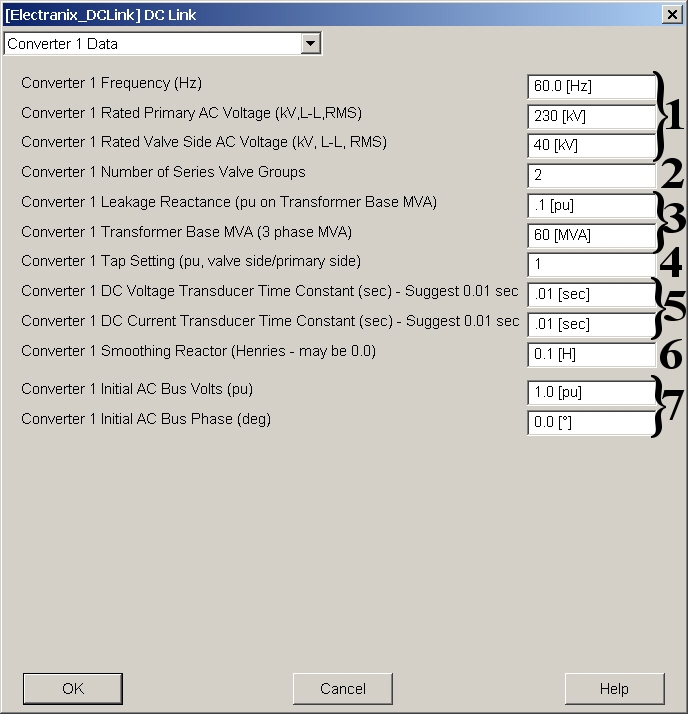 [Electranix_DCLink] DC Link
Converter 1 Data
Converter 1 Frequency (Hz) 60.0 [Hz]
Converter 1 Rated Primary AC Voltage (kV,L-L,RMS) 230 [kV] 1
Converter 1 Rated Valve Side AC Voltage (kV, L-L, RMS) 40 [kV]
Converter 1 Number of Series Valve Groups 2 2
Converter 1 Leakage Reactance (pu on Transformer Base MVA) .1 [pu] 3
Converter 1 Transformer Base MVA (3 phase MVA) 60 [MVA]
Converter 1 Tap Setting (pu, valve side/primary side) 1 4
Converter 1 DC Voltage Transducer Time Constant (sec) - Suggest 0.01 sec .01 [sec] 5
Converter 1 DC Current Transducer Time Constant (sec) - Suggest 0.01 sec .01 [sec]
Converter 1 Smoothing Reactor (Henries - may be 0.0) 0.1 [H] 6
Converter 1 Initial AC Bus Volts (pu) 1.0 [pu] 7
Converter 1 Initial AC Bus Phase (deg) 0.0 [°]
OK Cancel Help